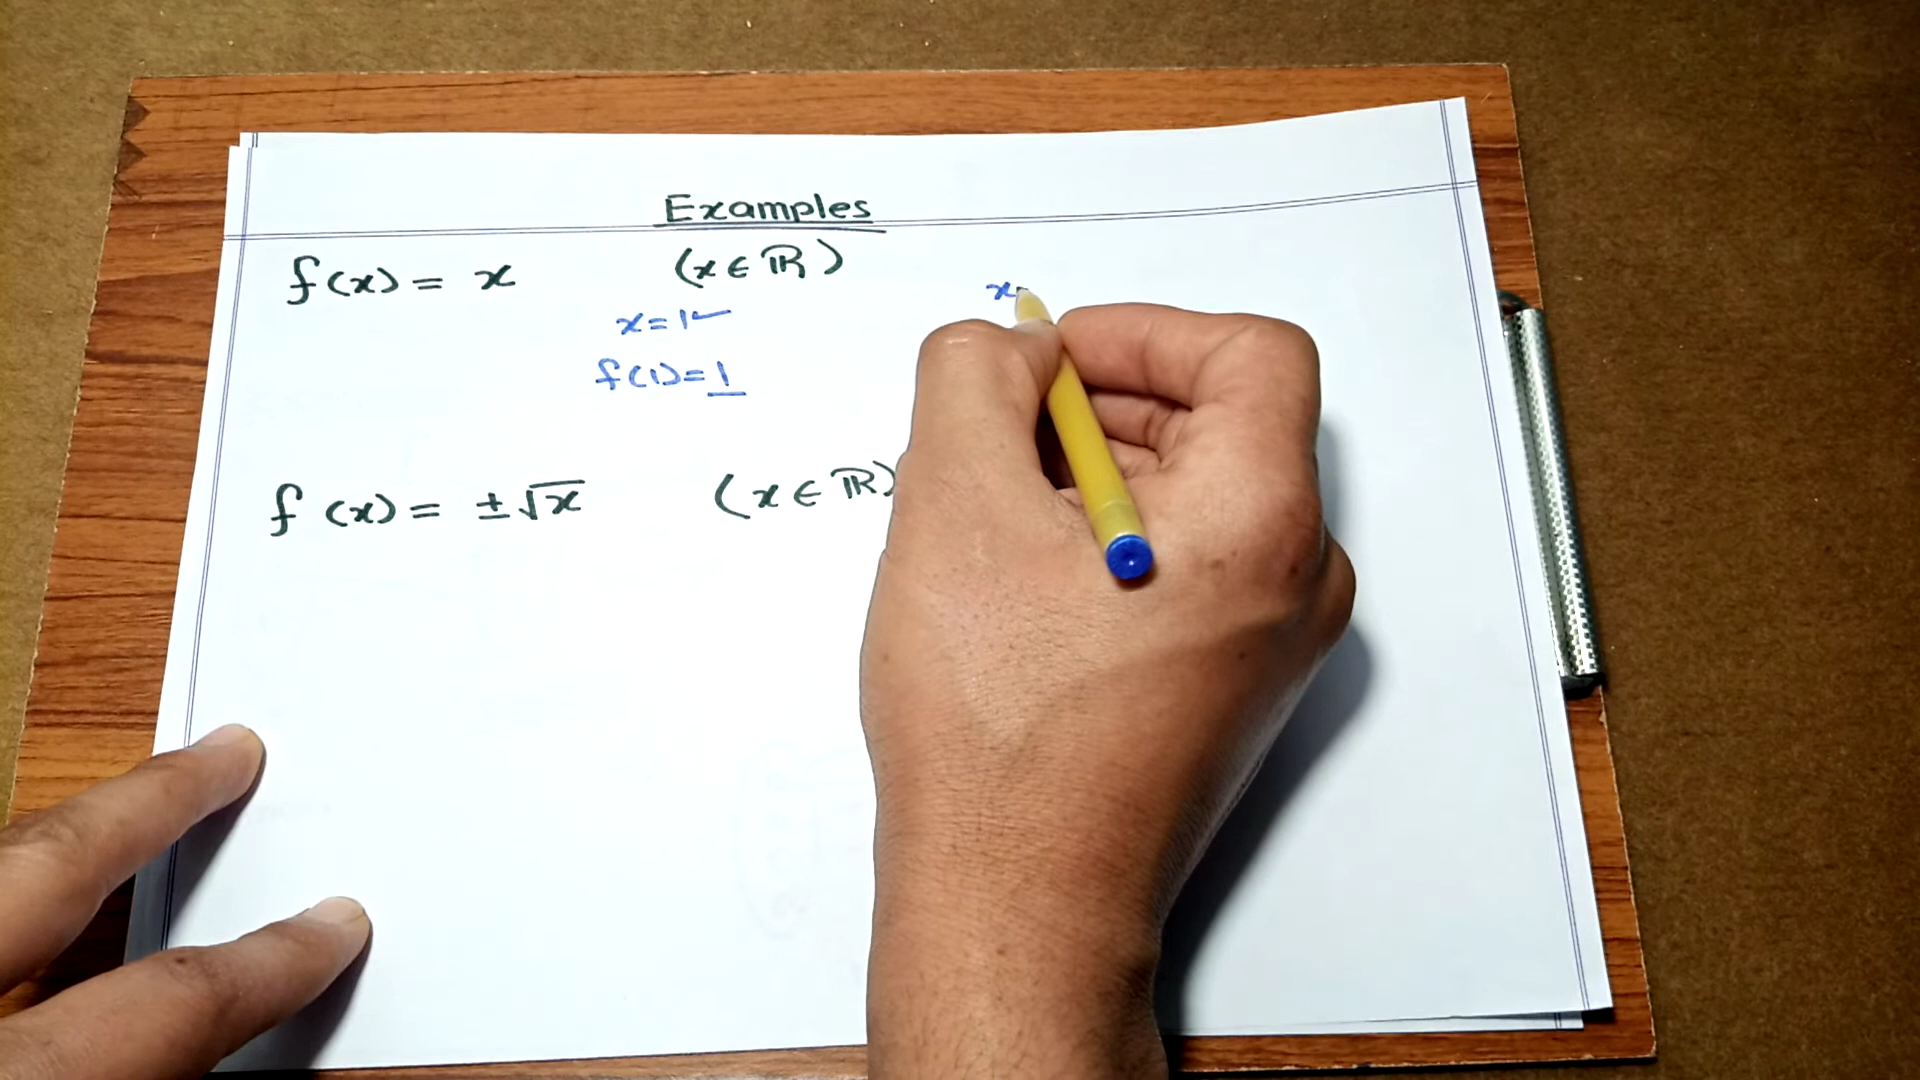 Examples
f(x) = x (x ∈ ℝ)
x = 1 ✓
f(1) = 1
x
f (x) = ±√x (x ∈ ℝ)